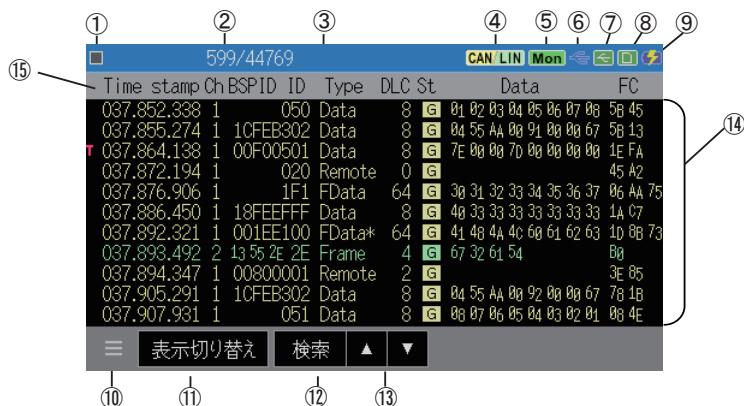 ① ② ③ ④ ⑤ ⑥ ⑦ ⑧ ⑨
599/44769 CAN/LIN Mon
⑮ Time stamp Ch BSPID ID Type DLC St Data FC
037.852.338 1 050 Data 8 G 01 02 03 04 05 06 07 08 5B 45
037.855.274 1 1CFEB302 Data 8 G 04 55 AA 00 91 00 00 67 5B 13
T 037.864.138 1 00F00501 Data 8 G 7E 00 00 7D 00 00 00 00 1E FA
037.872.194 1 020 Remote 0 G 45 A2
037.876.906 1 1F1 FData 64 G 30 31 32 33 34 35 36 37 06 AA 75
037.886.450 1 18FEEFFF Data 8 G 40 33 33 33 33 33 33 33 1A C7
037.892.321 1 001EE100 FData* 64 G 41 48 4A 4C 60 61 62 63 1D 8B 73
037.893.492 2 13 55 2E 2E Frame 4 G 67 32 61 54 B0
037.894.347 1 00800001 Remote 2 G 3E 85
037.905.291 1 1CFEB302 Data 8 G 04 55 AA 00 92 00 00 67 78 1B
037.907.931 1 051 Data 8 G 08 07 06 05 04 03 02 01 08 4E
⑭
☰ 表示切り替え 検索 ▲ ▼
⑩ ⑪ ⑫ ⑬